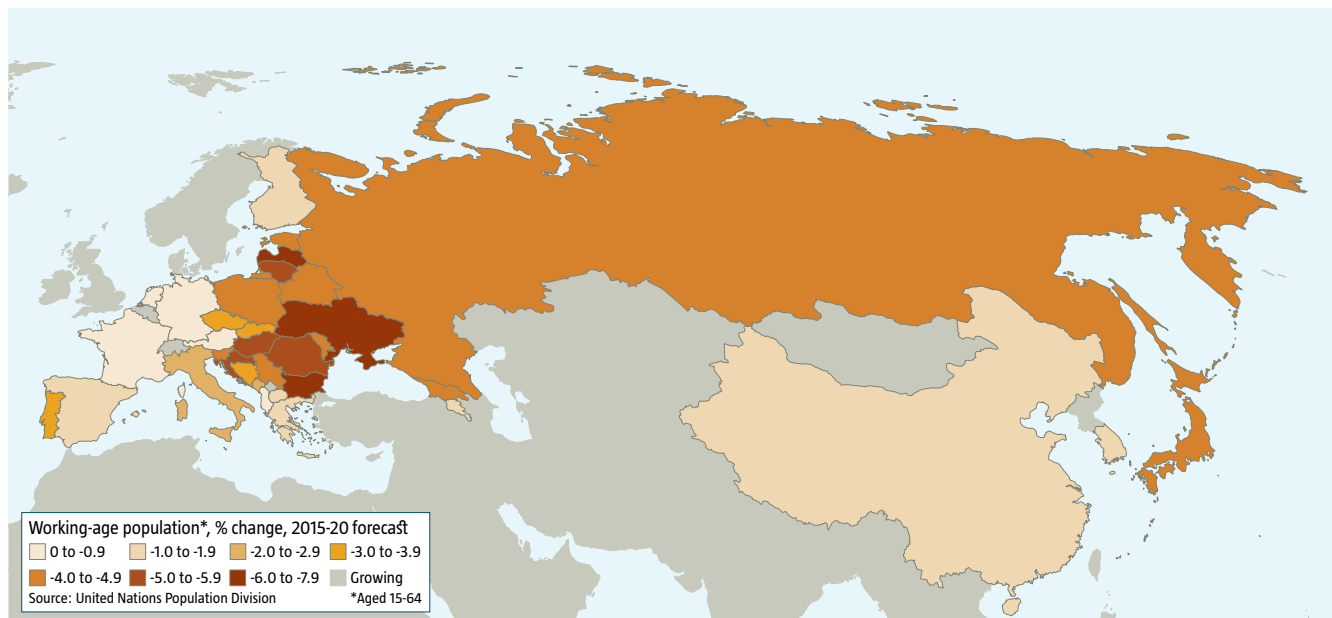 Working-age population*, % change, 2015-20 forecast
0 to -0.9 -1.0 to -1.9 -2.0 to -2.9 -3.0 to -3.9
-4.0 to -4.9 -5.0 to -5.9 -6.0 to -7.9 Growing
Source: United Nations Population Division *Aged 15-64